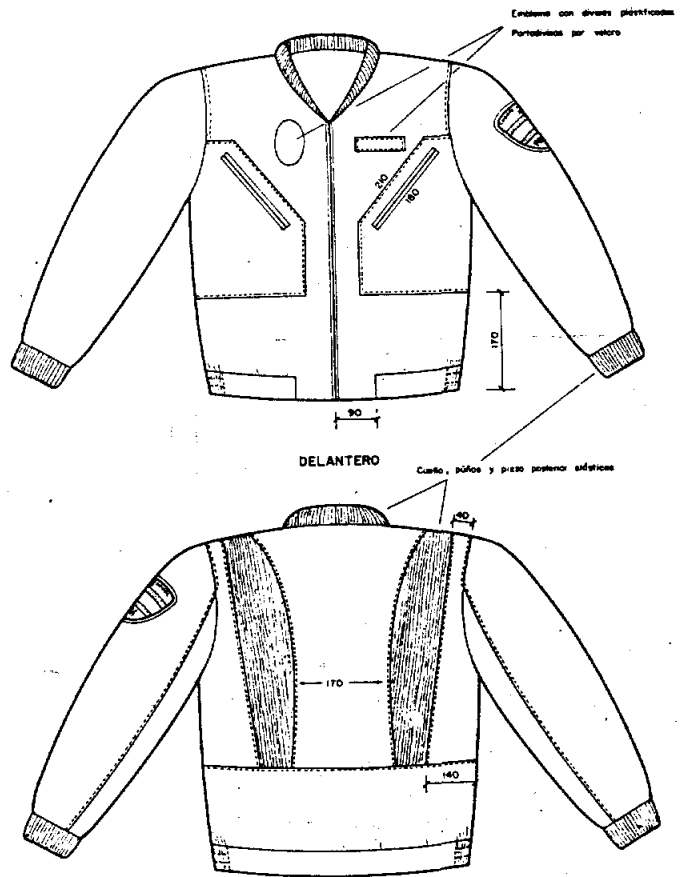 Emblema con divisas plastificadas
Portadivisas por velcro
210
180
170
90
DELANTERO
Cuello, puños y pieza posterior elásticos
40
170
140